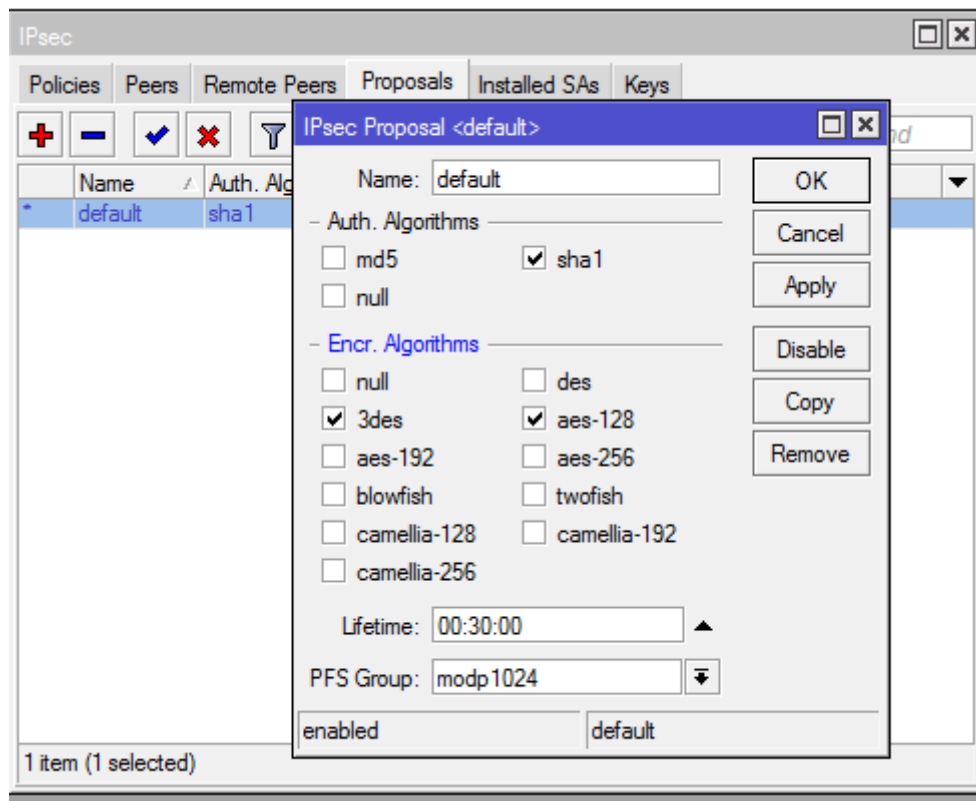 IPsec
Policies Peers Remote Peers Proposals Installed SAs Keys
Name Auth. Alg
* default sha1
IPsec Proposal <default>
Name: default
Auth. Algorithms
md5 sha1
null
Encr. Algorithms
null des
3des aes-128
aes-192 aes-256
blowfish twofish
camellia-128 camellia-192
camellia-256
Lifetime: 00:30:00
PFS Group: modp1024
enabled default
OK
Cancel
Apply
Disable
Copy
Remove
1 item (1 selected)